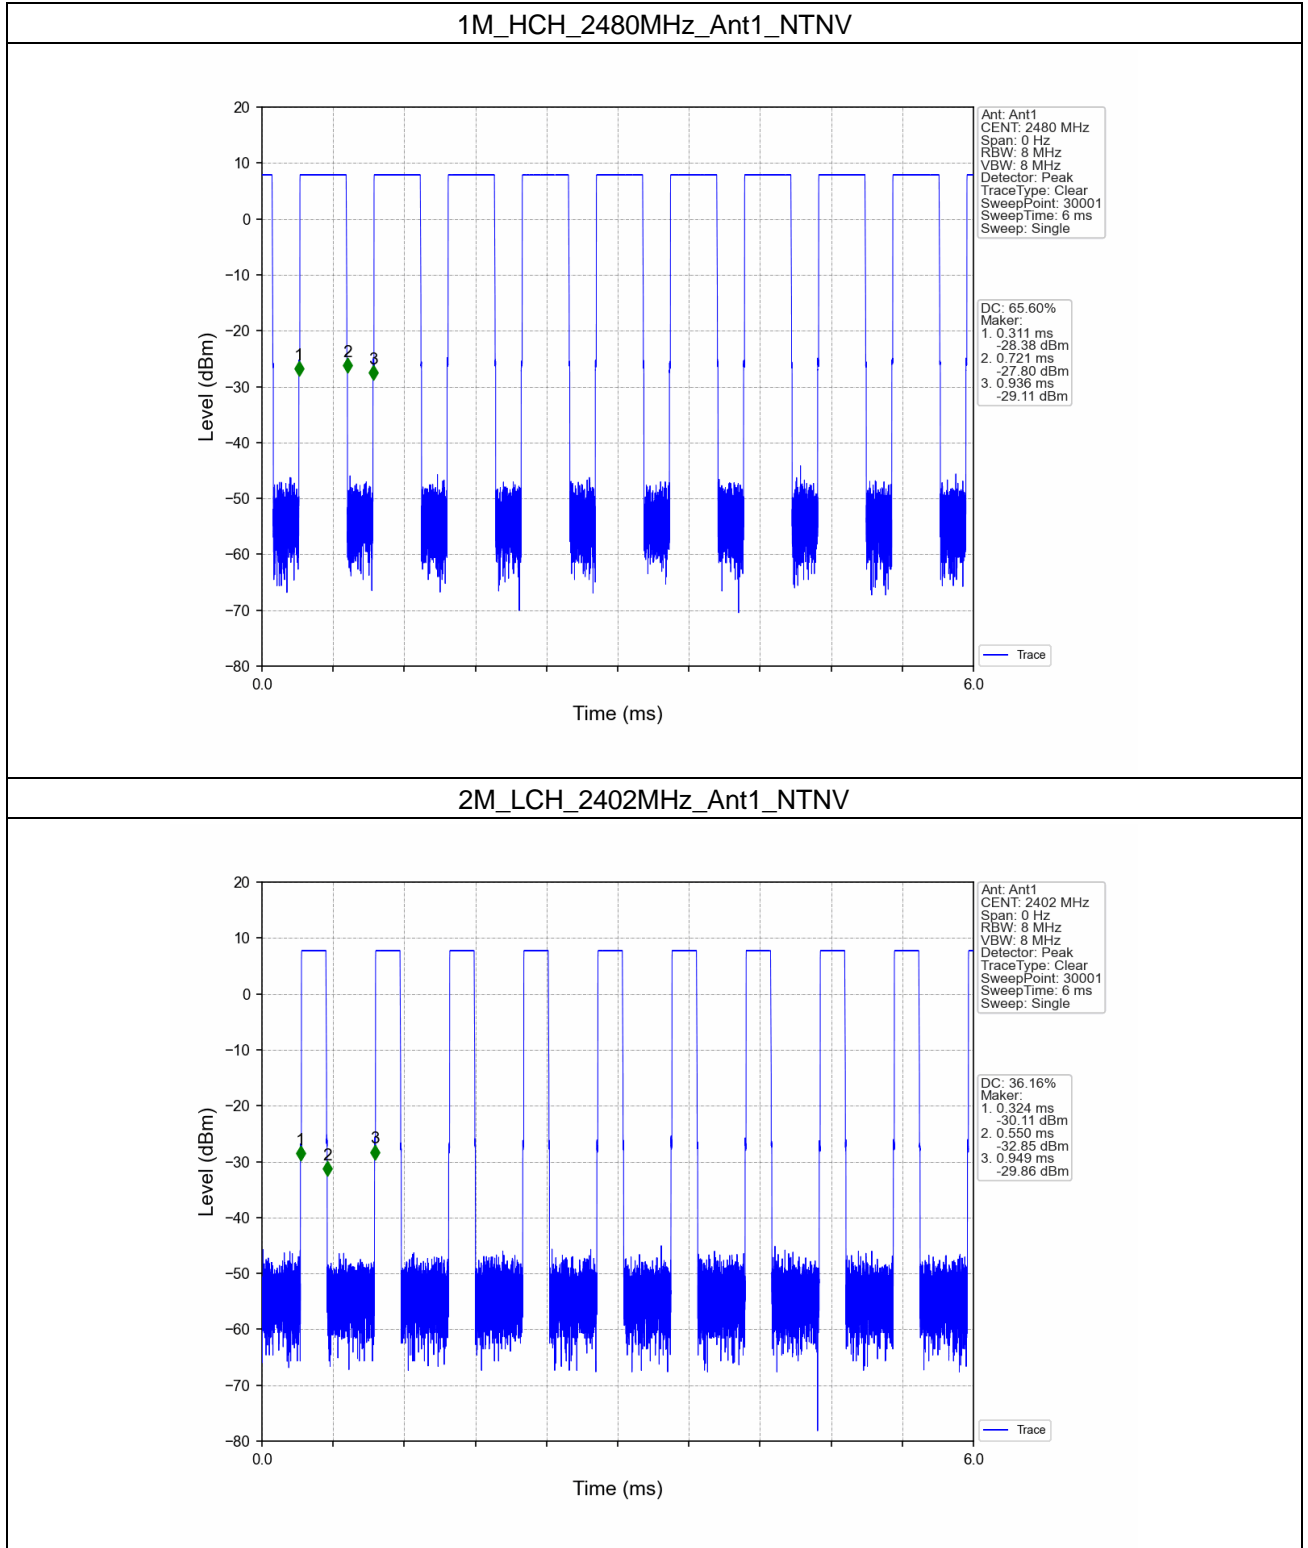 1M_HCH_2480MHz_Ant1_NTNV
20
10
0
−10
−20
−30
−40
−50
−60
−70
−80
Level (dBm)
0.0
6.0
Time (ms)
1
2
3
Ant: Ant1
CENT: 2480 MHz
Span: 0 Hz
RBW: 8 MHz
VBW: 8 MHz
Detector: Peak
TraceType: Clear
SweepPoint: 30001
SweepTime: 6 ms
Sweep: Single
DC: 65.60%
Maker:
1. 0.311 ms
-28.38 dBm
2. 0.721 ms
-27.80 dBm
3. 0.936 ms
-29.11 dBm
Trace
2M_LCH_2402MHz_Ant1_NTNV
20
10
0
−10
−20
−30
−40
−50
−60
−70
−80
Level (dBm)
0.0
6.0
Time (ms)
1
2
3
Ant: Ant1
CENT: 2402 MHz
Span: 0 Hz
RBW: 8 MHz
VBW: 8 MHz
Detector: Peak
TraceType: Clear
SweepPoint: 30001
SweepTime: 6 ms
Sweep: Single
DC: 36.16%
Maker:
1. 0.324 ms
-30.11 dBm
2. 0.550 ms
-32.85 dBm
3. 0.949 ms
-29.86 dBm
Trace